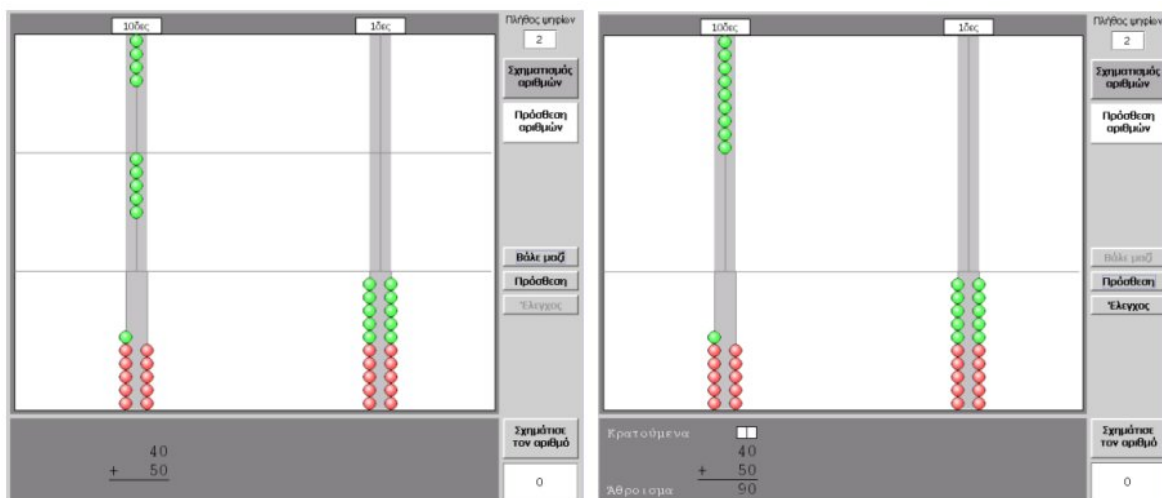 10δες
1δες
Πλήθος ψηφίων
2
Σχηματισμός
αριθμών
Πρόσθεση
αριθμών
Βάλε μαζί
Πρόσθεση
Έλεγχος
Σχημάτισε
τον αριθμό
0
40
+ 50
10δες
1δες
Πλήθος ψηφίων
2
Σχηματισμός
αριθμών
Πρόσθεση
αριθμών
Βάλε μαζί
Πρόσθεση
Έλεγχος
Σχημάτισε
τον αριθμό
0
Κρατούμενα
40
+ 50
Άθροισμα 90